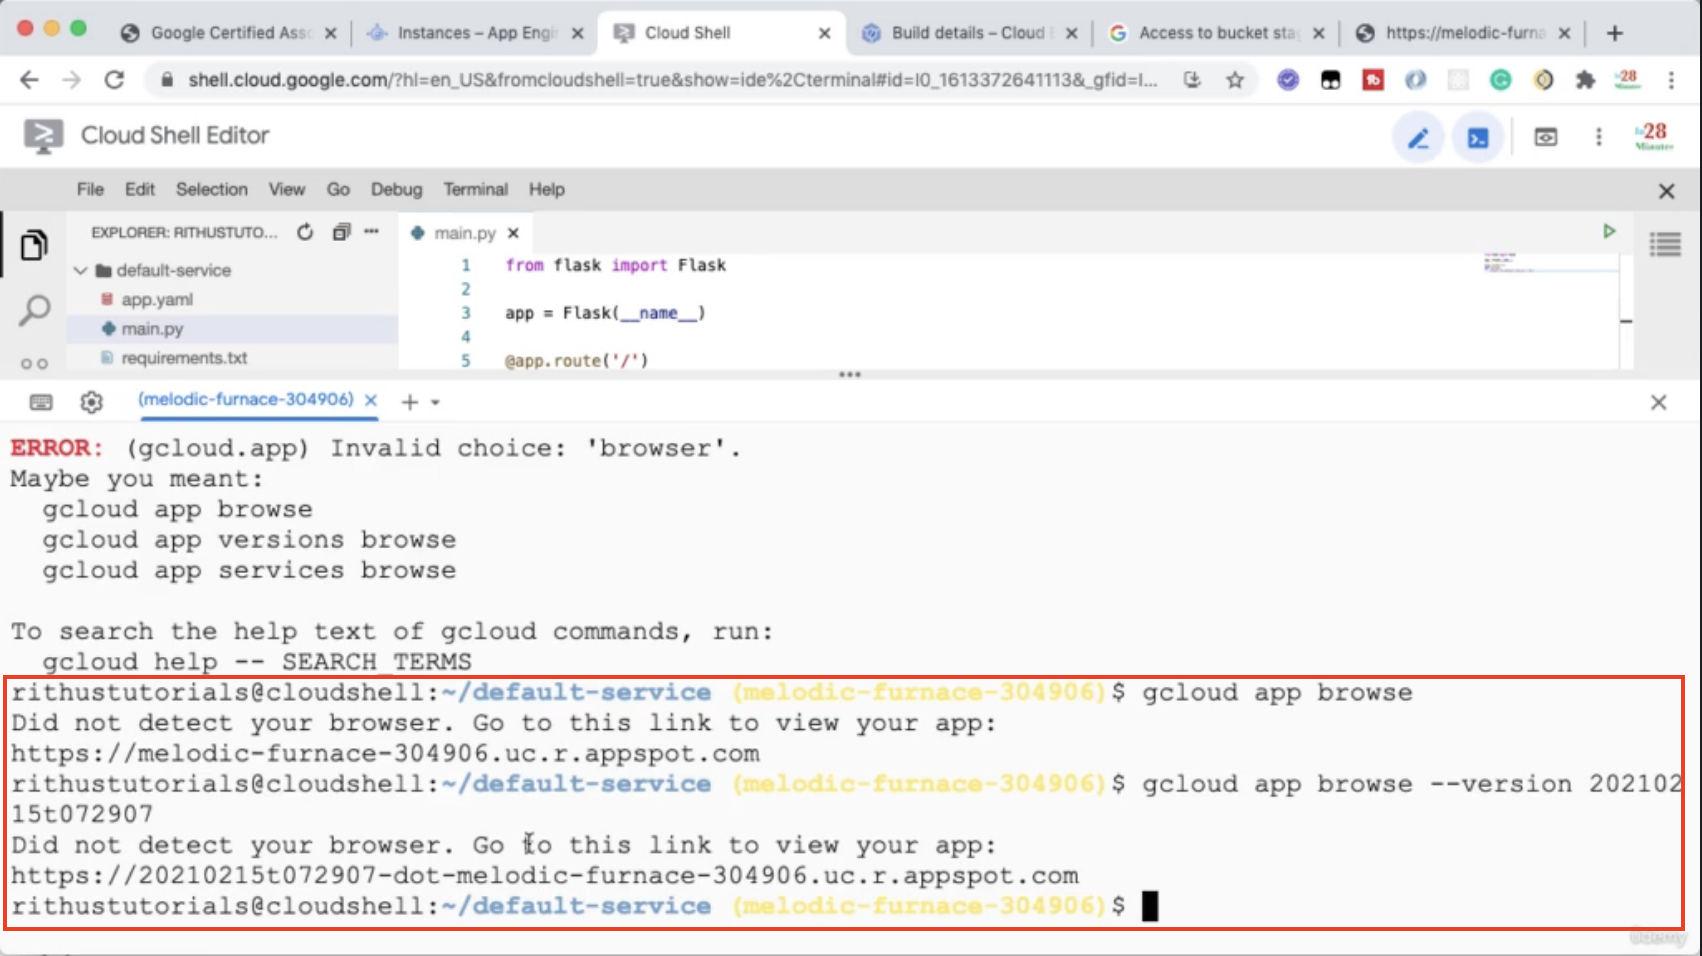 Google Certified Asso
Instances – App Engi
Cloud Shell
Build details – Cloud
Access to bucket sta
https://melodic-furna
shell.cloud.google.com/?hl=en_US&fromcloudshell=true&show=ide%2Cterminal#id=I0_1613372641113&_gfid=I...
28
Cloud Shell Editor
in28
Minutes
File Edit Selection View Go Debug Terminal Help
EXPLORER: RITHUSTUTO...
main.py
default-service
app.yaml
main.py
requirements.txt
1 from flask import Flask
2
3 app = Flask(__name__)
4
5 @app.route('/')
(melodic-furnace-304906)
ERROR: (gcloud.app) Invalid choice: 'browser'.
Maybe you meant:
gcloud app browse
gcloud app versions browse
gcloud app services browse
To search the help text of gcloud commands, run:
gcloud help -- SEARCH_TERMS
rithustutorials@cloudshell:~/default-service (melodic-furnace-304906)$ gcloud app browse
Did not detect your browser. Go to this link to view your app:
https://melodic-furnace-304906.uc.r.appspot.com
rithustutorials@cloudshell:~/default-service (melodic-furnace-304906)$ gcloud app browse --version 202102
15t072907
Did not detect your browser. Go to this link to view your app:
https://20210215t072907-dot-melodic-furnace-304906.uc.r.appspot.com
rithustutorials@cloudshell:~/default-service (melodic-furnace-304906)$
Udemy